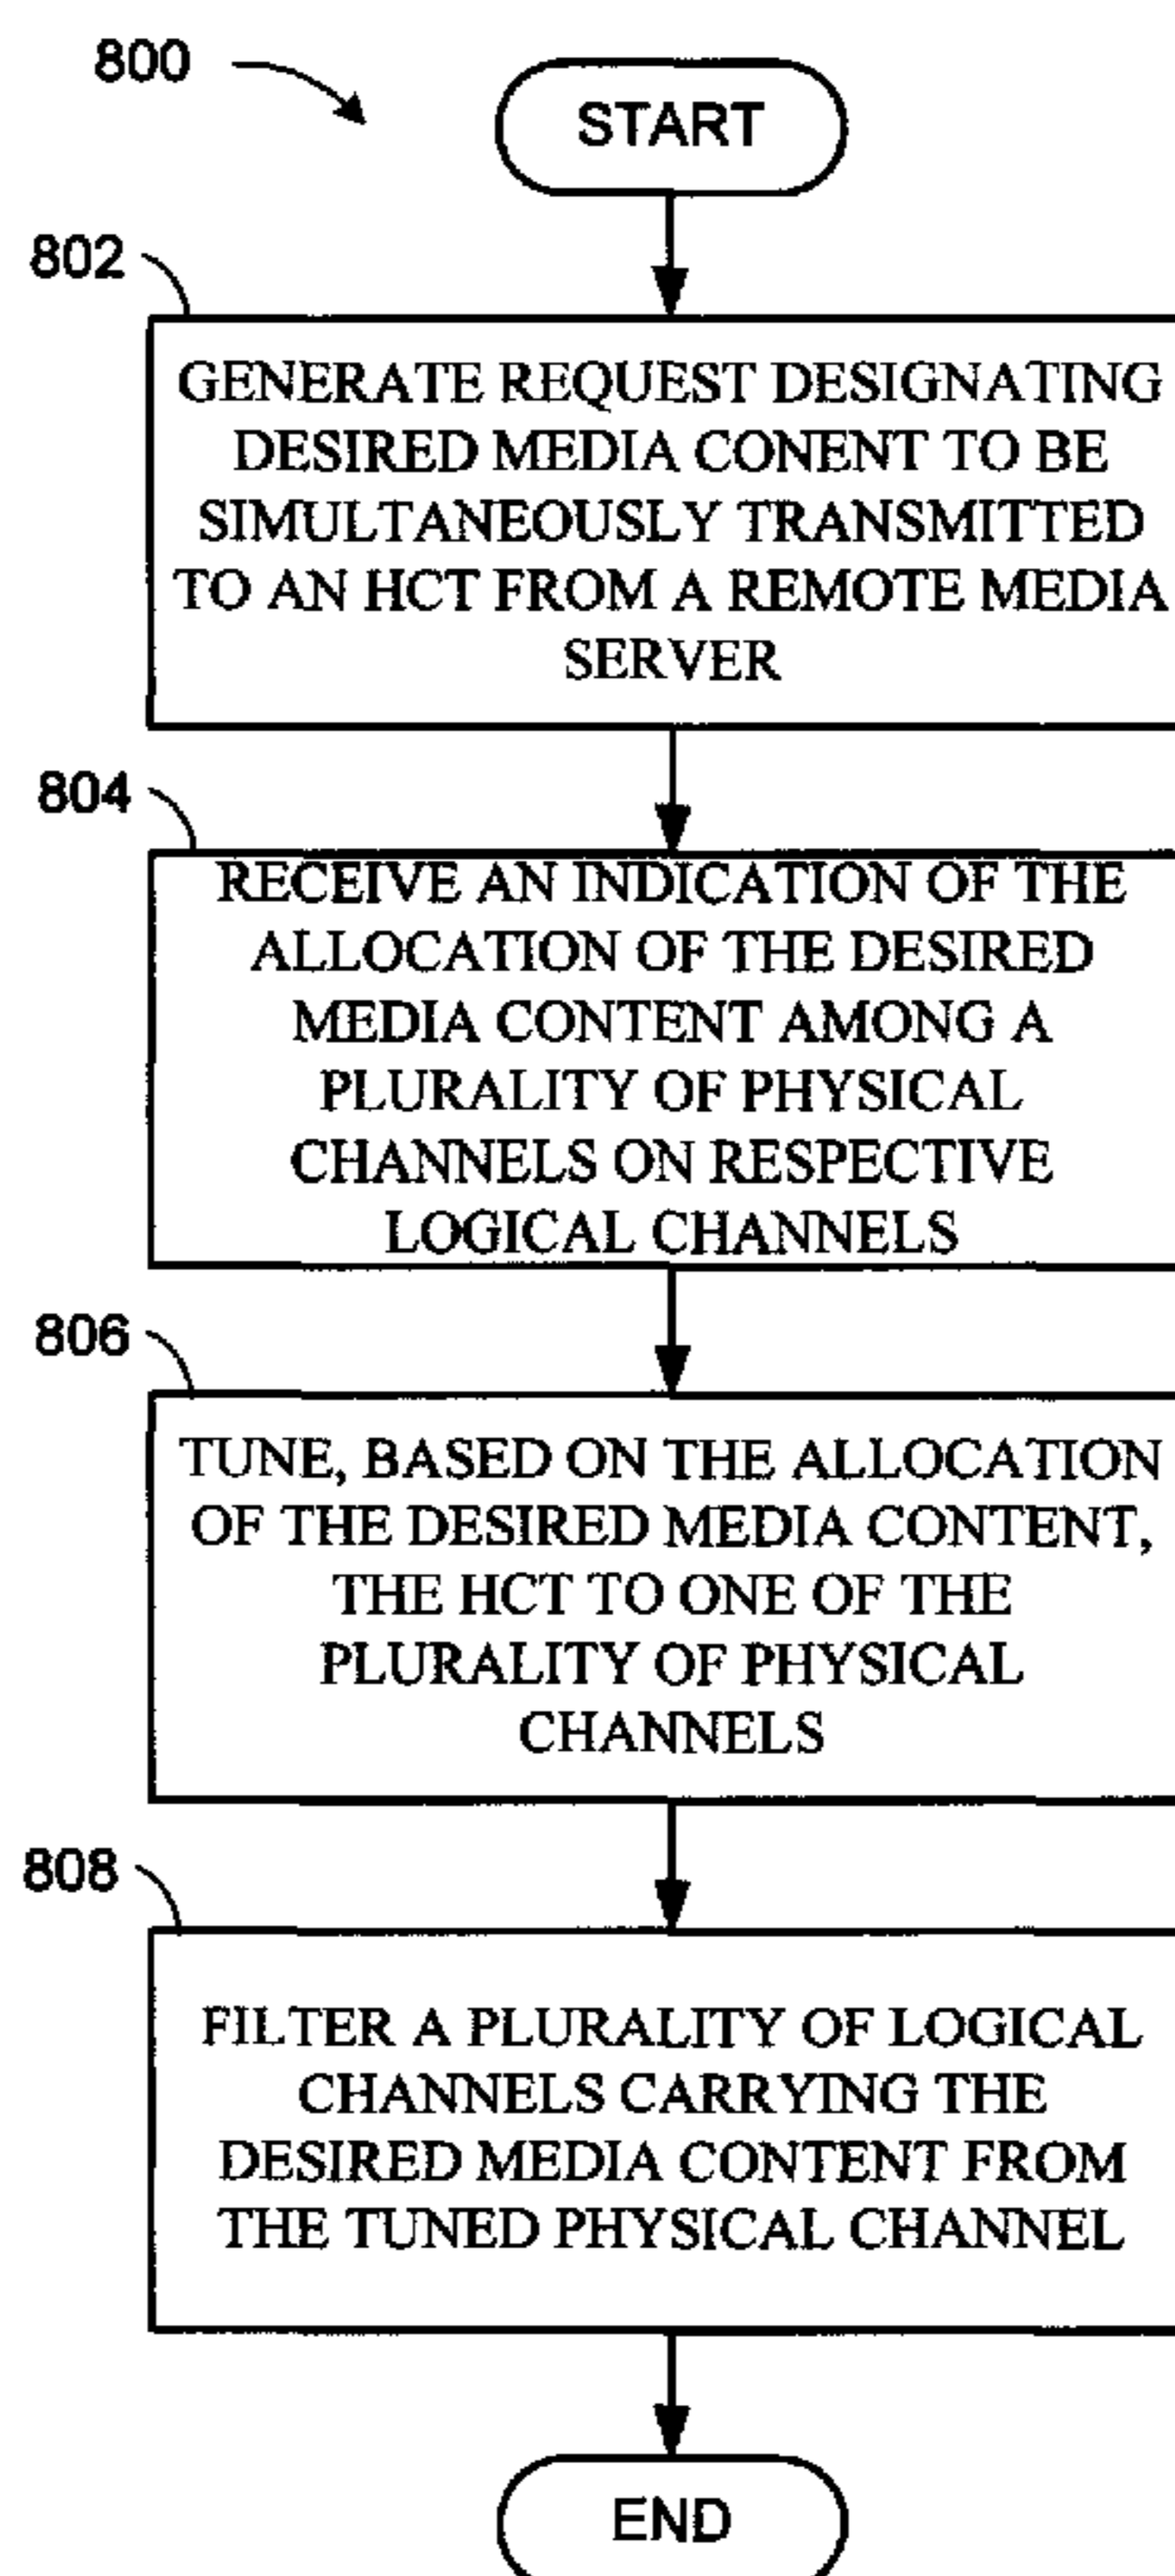 800
START
802
GENERATE REQUEST DESIGNATING
DESIRED MEDIA CONENT TO BE
SIMULTANEOUSLY TRANSMITTED
TO AN HCT FROM A REMOTE MEDIA
SERVER
804
RECEIVE AN INDICATION OF THE
ALLOCATION OF THE DESIRED
MEDIA CONTENT AMONG A
PLURALITY OF PHYSICAL
CHANNELS ON RESPECTIVE
LOGICAL CHANNELS
806
TUNE, BASED ON THE ALLOCATION
OF THE DESIRED MEDIA CONTENT,
THE HCT TO ONE OF THE
PLURALITY OF PHYSICAL
CHANNELS
808
FILTER A PLURALITY OF LOGICAL
CHANNELS CARRYING THE
DESIRED MEDIA CONTENT FROM
THE TUNED PHYSICAL CHANNEL
END